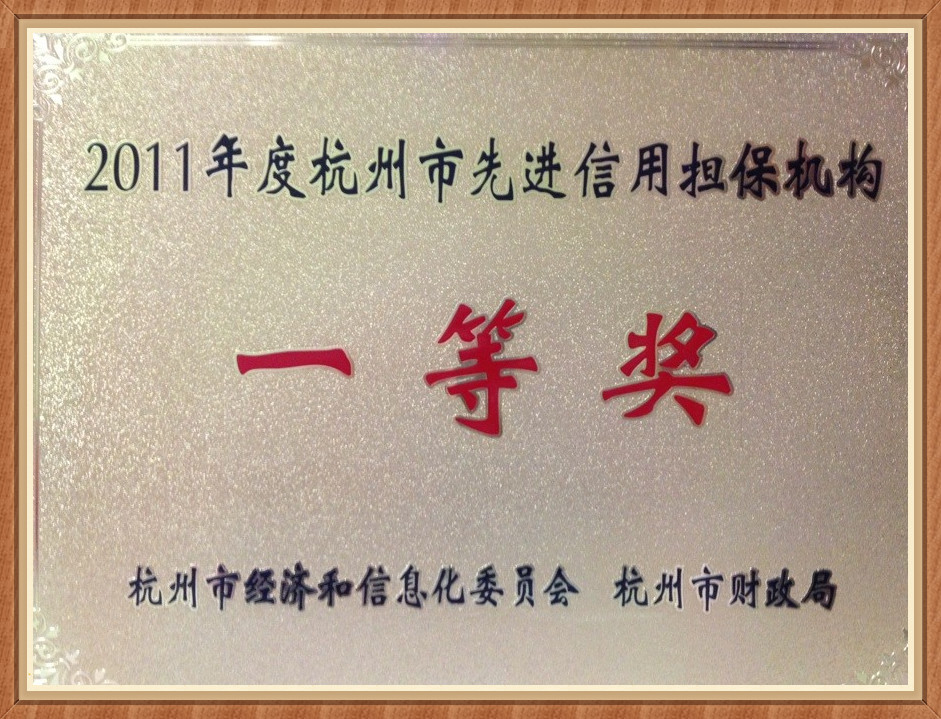 2011年度杭州市先进信用担保机构
一等奖
杭州市经济和信息化委员会 杭州市财政局